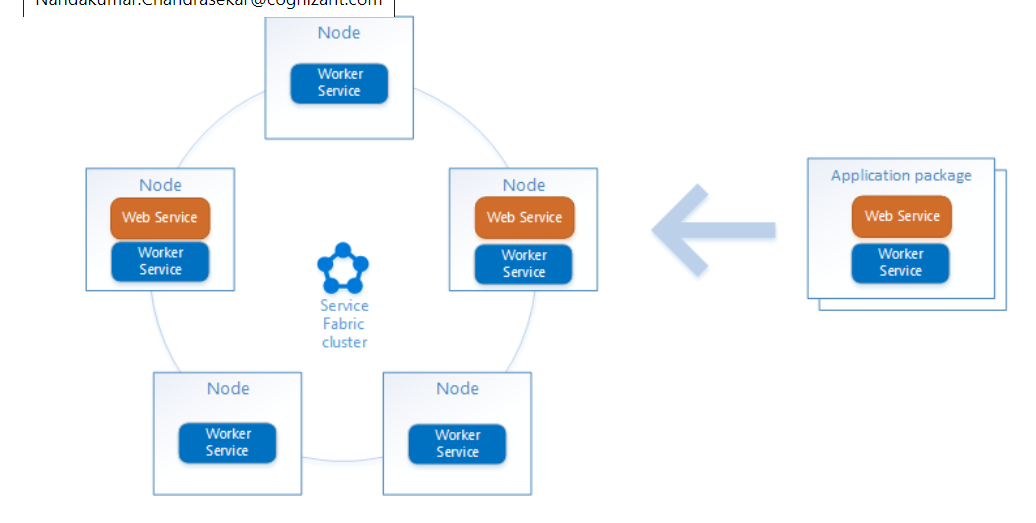 Nandakumar.Chandrasekar@cognizant.com
Node
Worker
Service
Node
Web Service
Worker
Service
Node
Web Service
Worker
Service
Application package
Web Service
Worker
Service
Service
Fabric
cluster
Node
Worker
Service
Node
Worker
Service